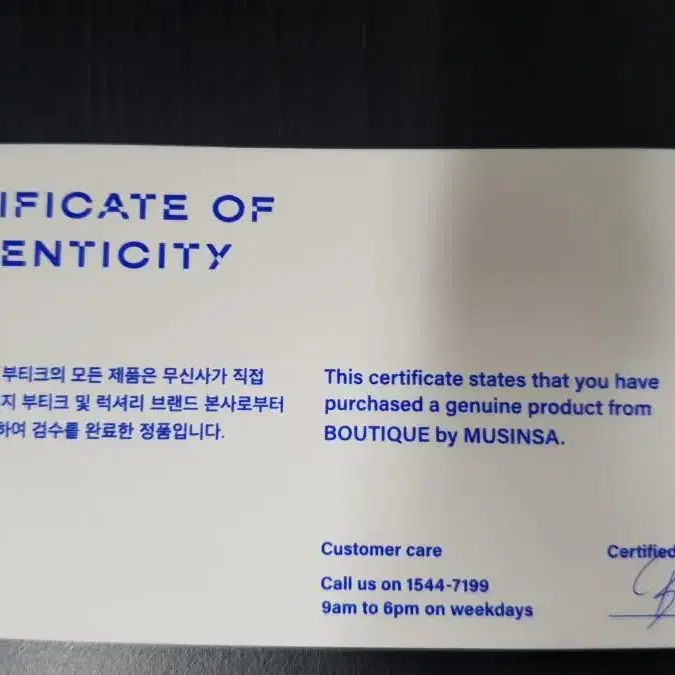 IFICATE OF
ENTICITY
부티크의 모든 제품은 무신사가 직접
지 부티크 및 럭셔리 브랜드 본사로부터
하여 검수를 완료한 정품입니다.
This certificate states that you have
purchased a genuine product from
BOUTIQUE by MUSINSA.
Customer care
Call us on 1544-7199
9am to 6pm on weekdays
Certified